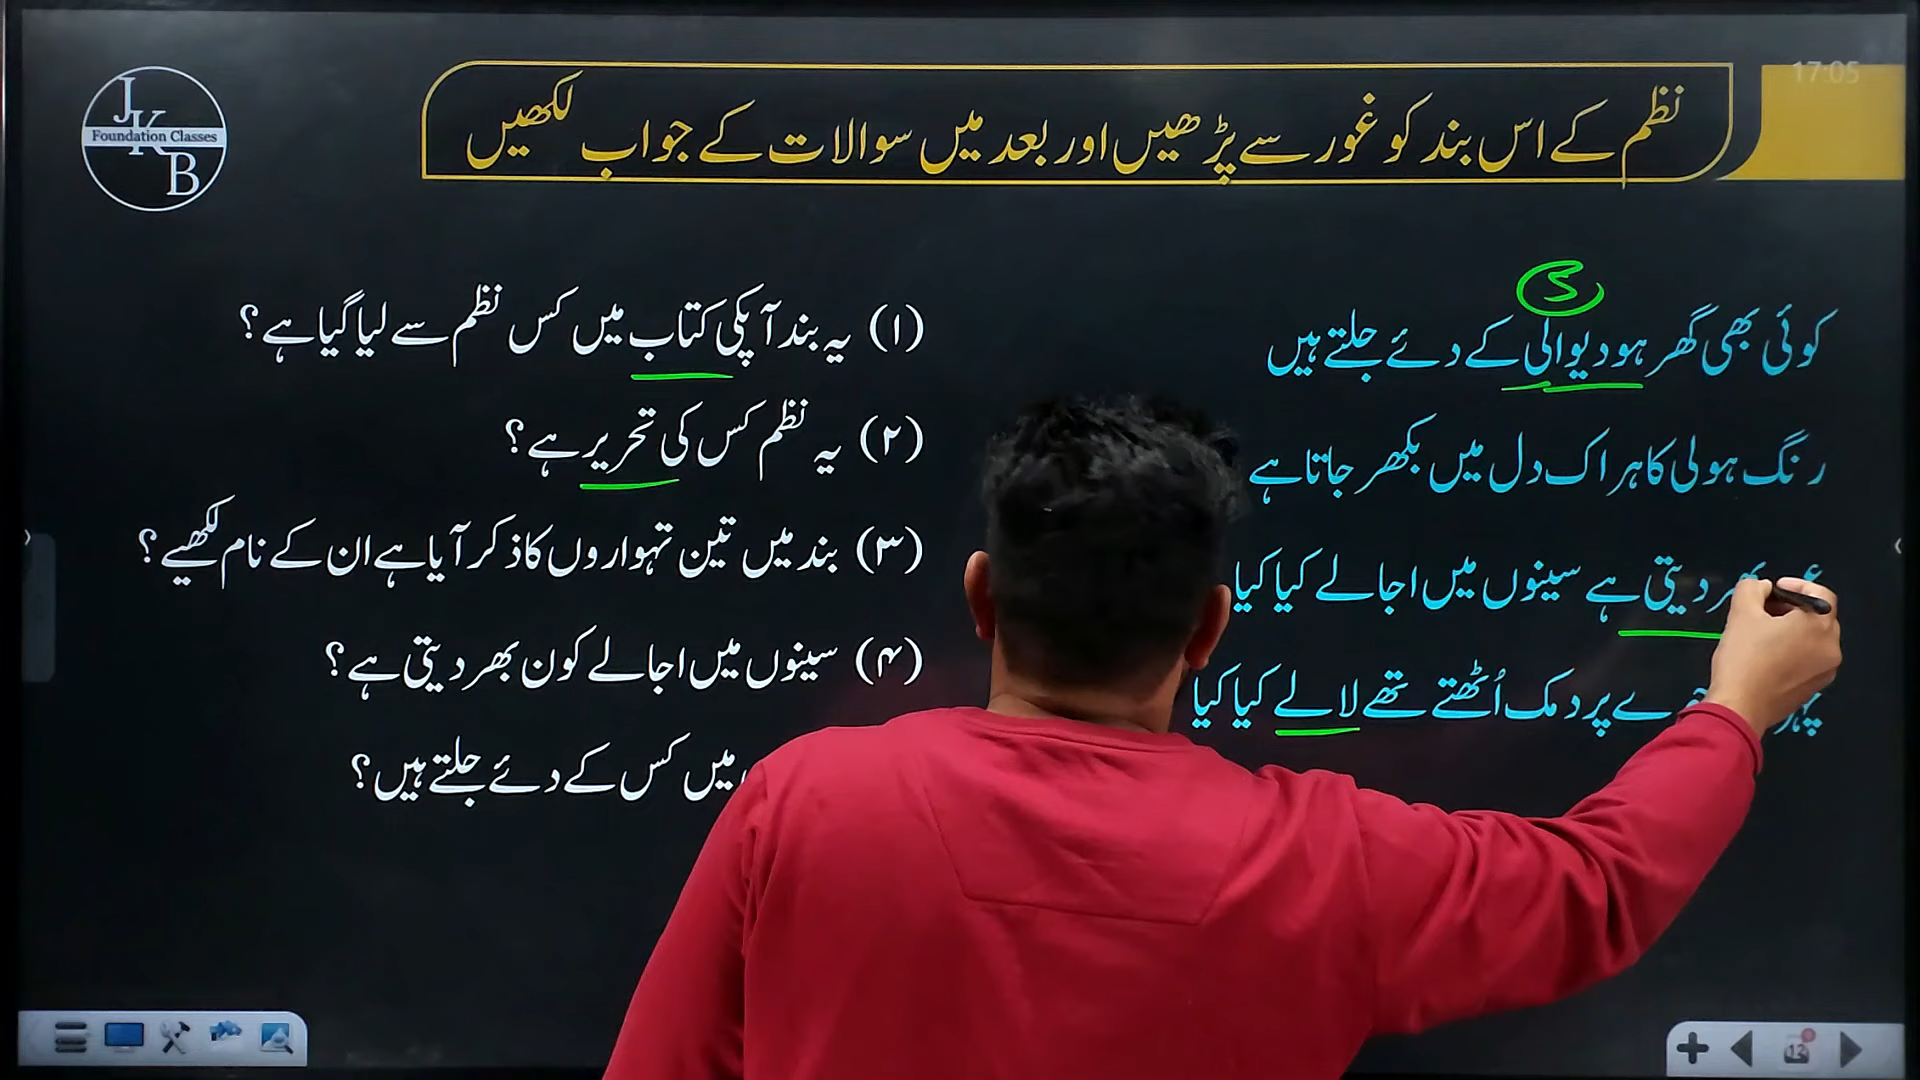 17:05
J K B
Foundation Classes
نظم کے اس بند کو غور سے پڑھیں اور بعد میں سوالات کے جواب لکھیں
5
کوئی بھی گھر ہو دیوالی کے دئے جلتے ہیں
رنگ ہولی کا ہر اک دل میں بکھر جاتا ہے
بھر دیتی ہے سینوں میں اجالے کیا کیا
پر دمک اُٹھتے تھے لالے کیا کیا
(۱) یہ بند آپکی کتاب میں کس نظم سے لیا گیا ہے؟
(۲) یہ نظم کس کی تحریر ہے؟
(۳) بند میں تین تہواروں کا ذکر آیا ہے ان کے نام لکھیے؟
(۴) سینوں میں اجالے کون بھر دیتی ہے؟
میں کس کے دئے جلتے ہیں؟
12